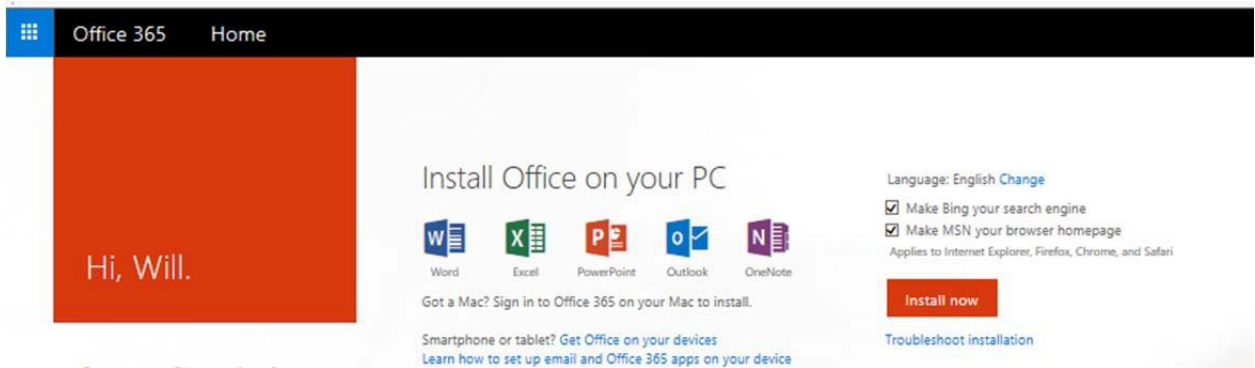 Office 365 Home
Hi, Will.
Install Office on your PC
Word Excel PowerPoint Outlook OneNote
Got a Mac? Sign in to Office 365 on your Mac to install.
Smartphone or tablet? Get Office on your devices
Learn how to set up email and Office 365 apps on your device
Language: English Change
Make Bing your search engine
Make MSN your browser homepage
Applies to Internet Explorer, Firefox, Chrome, and Safari
Install now
Troubleshoot installation